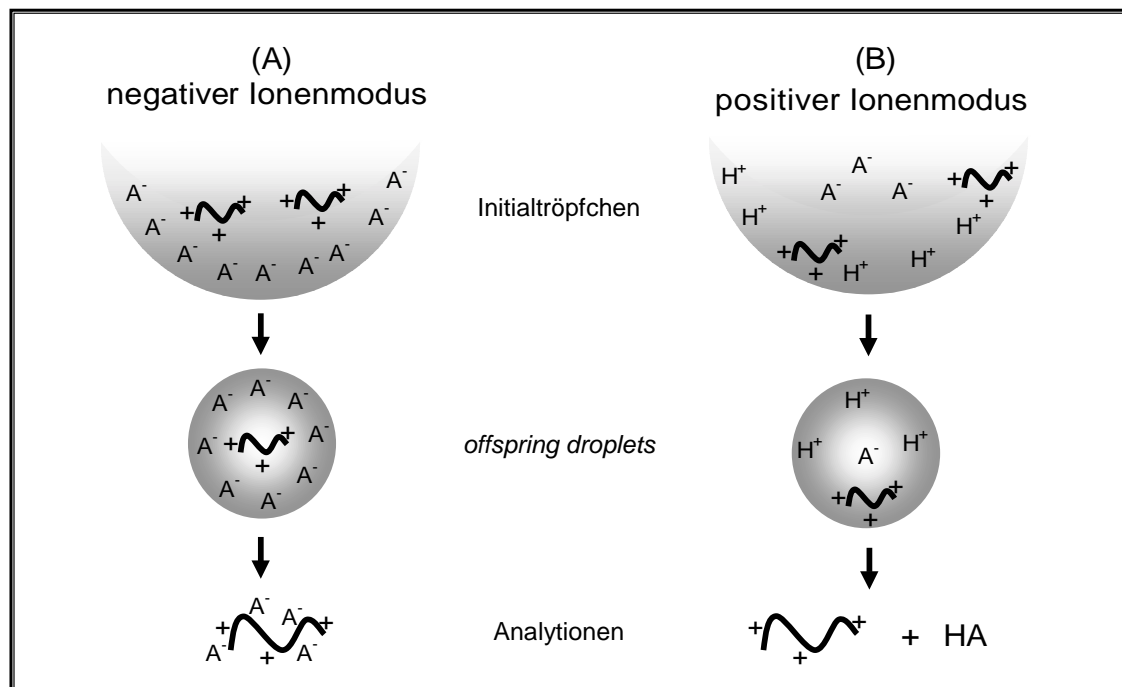 (A)
negativer Ionenmodus
(B)
positiver Ionenmodus
A⁻ A⁻ A⁻ A⁻ A⁻ A⁻ A⁻ A⁻ A⁻ A⁻
+ + + + + +
Initialtröpfchen
H⁺ H⁺ H⁺ H⁺ H⁺ A⁻ A⁻ A⁻
+ + + + + +
A⁻ A⁻ A⁻ A⁻ A⁻ A⁻ A⁻ A⁻
+ + +
offspring droplets
H⁺ H⁺ H⁺ A⁻
+ + +
A⁻ A⁻ A⁻ A⁻
+ + +
Analytionen
+ + +
+ HA